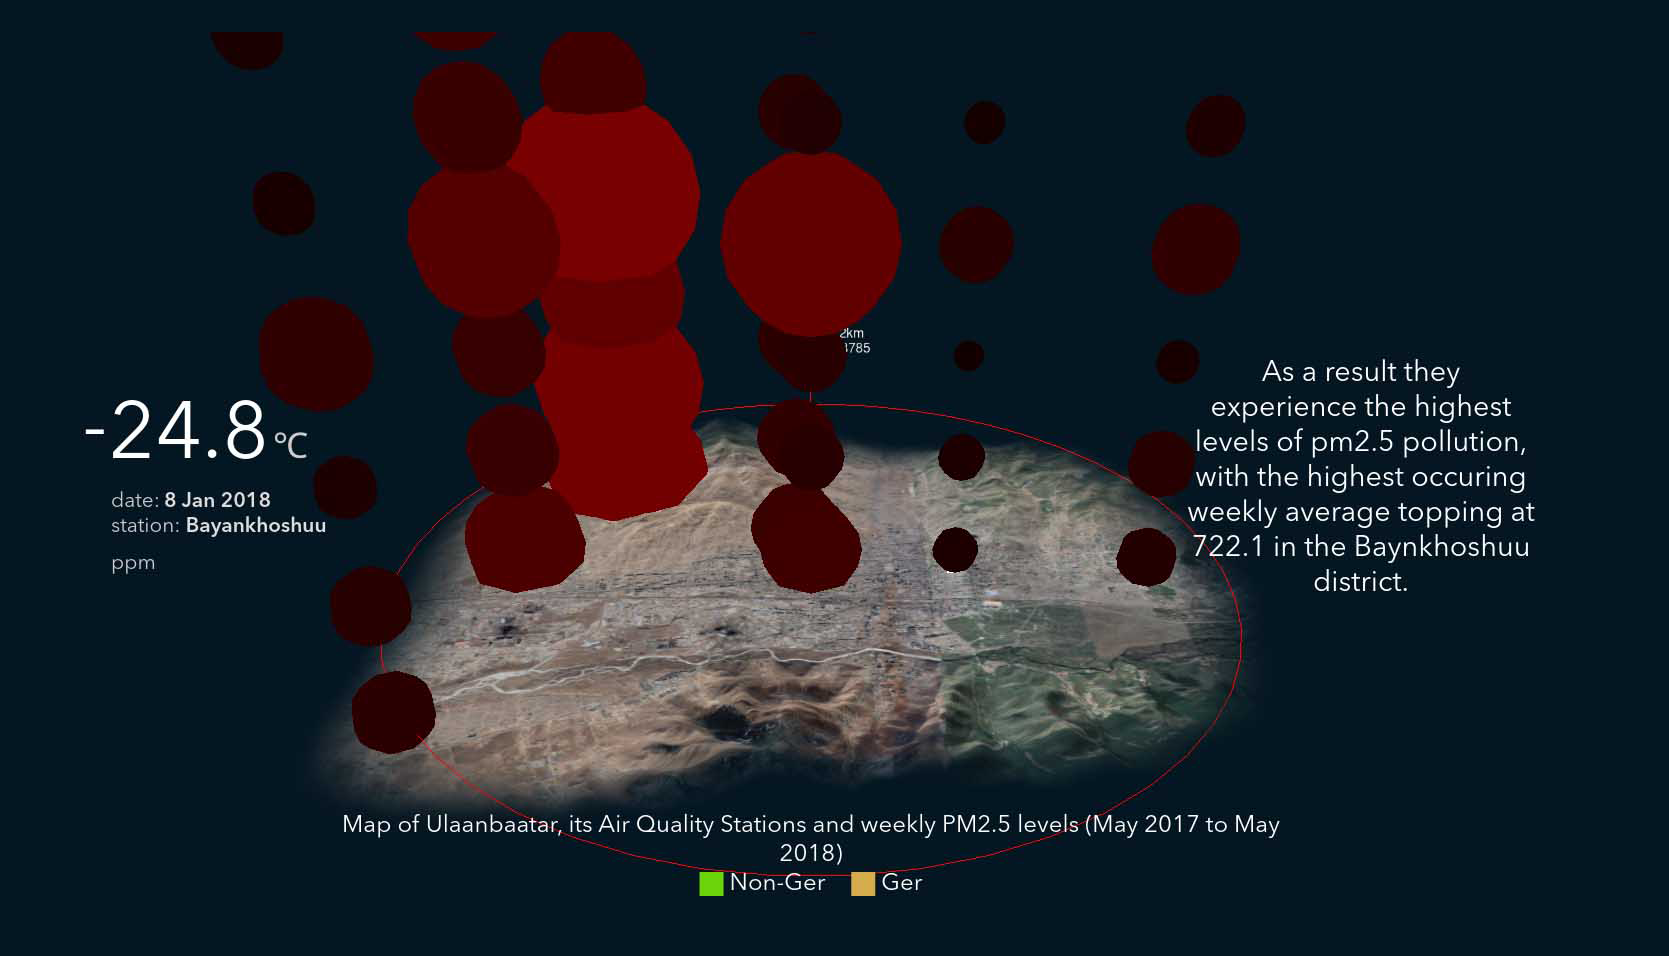 2km
-24.8 °C
date: 8 Jan 2018
station: Bayankhoshuu
ppm
As a result they
experience the highest
levels of pm2.5 pollution,
with the highest occuring
weekly average topping at
722.1 in the Baynkhoshuu
district.
Map of Ulaanbaatar, its Air Quality Stations and weekly PM2.5 levels (May 2017 to May
2018)
Non-Ger Ger